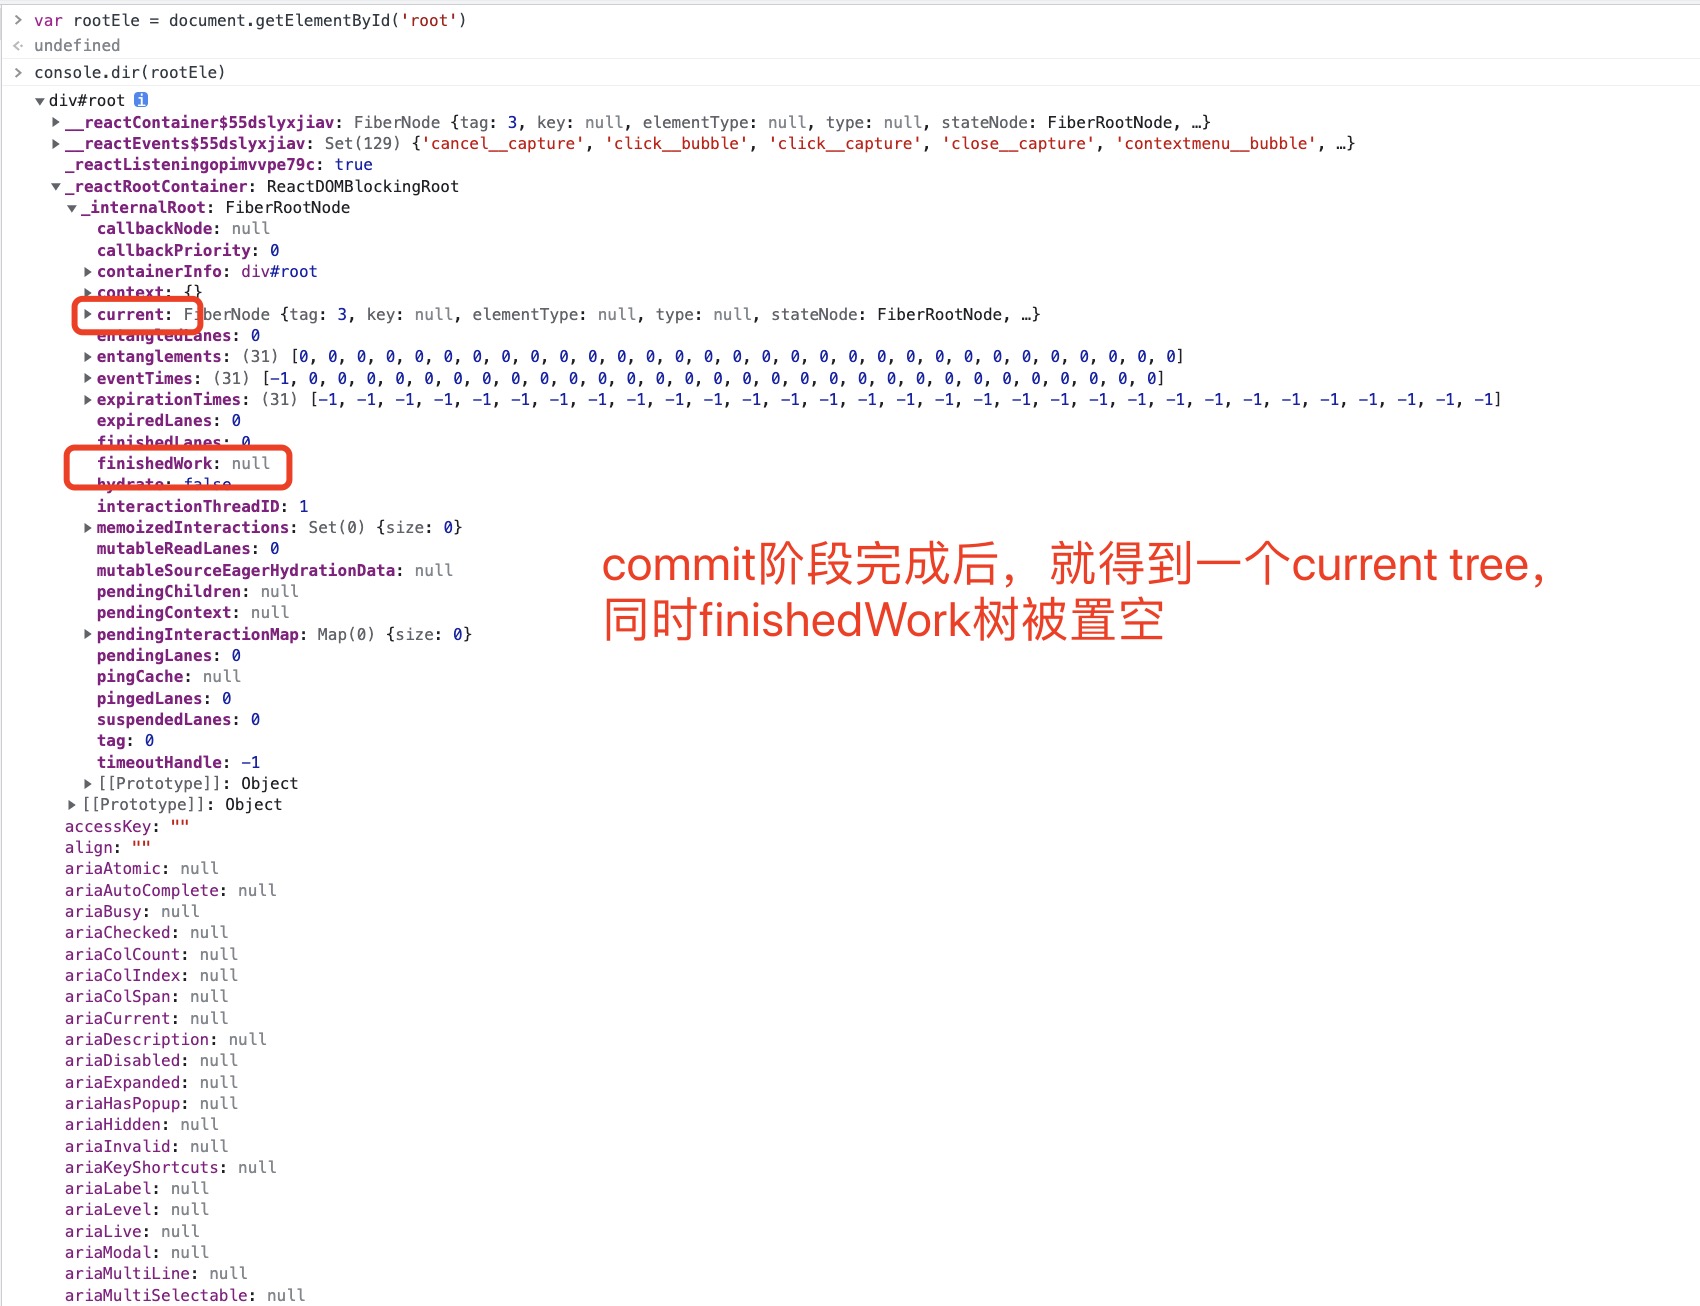 > var rootEle = document.getElementById('root')
undefined
> console.dir(rootEle)
div#root i
__reactContainer$55dslyxjiav: FiberNode {tag: 3, key: null, elementType: null, type: null, stateNode: FiberRootNode, …}
__reactEvents$55dslyxjiav: Set(129) {'cancel__capture', 'click__bubble', 'click__capture', 'close__capture', 'contextmenu__bubble', …}
_reactListeningopimvvpe79c: true
_reactRootContainer: ReactDOMBlockingRoot
_internalRoot: FiberRootNode
callbackNode: null
callbackPriority: 0
containerInfo: div#root
context: {}
current: FiberNode {tag: 3, key: null, elementType: null, type: null, stateNode: FiberRootNode, …}
entangledLanes: 0
entanglements: (31) [0, 0, 0, 0, 0, 0, 0, 0, 0, 0, 0, 0, 0, 0, 0, 0, 0, 0, 0, 0, 0, 0, 0, 0, 0, 0, 0, 0, 0, 0, 0]
eventTimes: (31) [-1, 0, 0, 0, 0, 0, 0, 0, 0, 0, 0, 0, 0, 0, 0, 0, 0, 0, 0, 0, 0, 0, 0, 0, 0, 0, 0, 0, 0, 0, 0]
expirationTimes: (31) [-1, -1, -1, -1, -1, -1, -1, -1, -1, -1, -1, -1, -1, -1, -1, -1, -1, -1, -1, -1, -1, -1, -1, -1, -1, -1, -1, -1, -1, -1, -1]
expiredLanes: 0
finishedLanes: 0
finishedWork: null
hydrate: false
interactionThreadID: 1
memoizedInteractions: Set(0) {size: 0}
mutableReadLanes: 0
mutableSourceEagerHydrationData: null
pendingChildren: null
pendingContext: null
pendingInteractionMap: Map(0) {size: 0}
pendingLanes: 0
pingCache: null
pingedLanes: 0
suspendedLanes: 0
tag: 0
timeoutHandle: -1
[[Prototype]]: Object
[[Prototype]]: Object
accessKey: ""
align: ""
ariaAtomic: null
ariaAutoComplete: null
ariaBusy: null
ariaChecked: null
ariaColCount: null
ariaColIndex: null
ariaColSpan: null
ariaCurrent: null
ariaDescription: null
ariaDisabled: null
ariaExpanded: null
ariaHasPopup: null
ariaHidden: null
ariaInvalid: null
ariaKeyShortcuts: null
ariaLabel: null
ariaLevel: null
ariaLive: null
ariaModal: null
ariaMultiLine: null
ariaMultiSelectable: null
commit阶段完成后，就得到一个current tree，
同时finishedWork树被置空